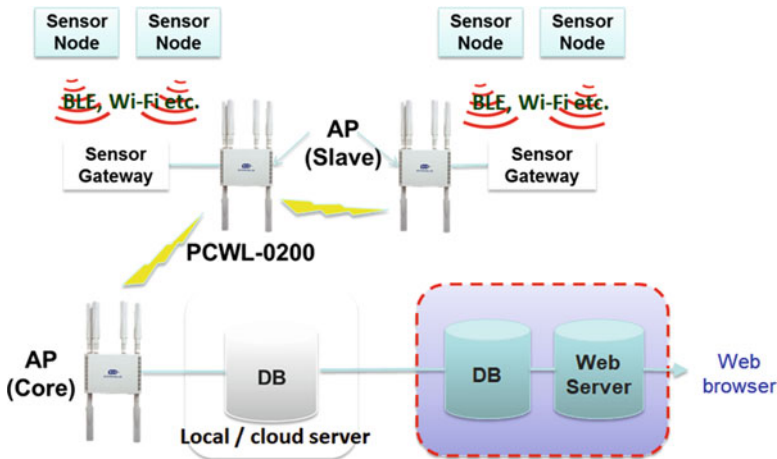 Sensor
Node
Sensor
Node
Sensor
Node
Sensor
Node
BLE, Wi-Fi etc.
BLE, Wi-Fi etc.
AP
(Slave)
Sensor
Gateway
Sensor
Gateway
PCWL-0200
AP
(Core)
DB
Local / cloud server
DB
Web
Server
Web
browser